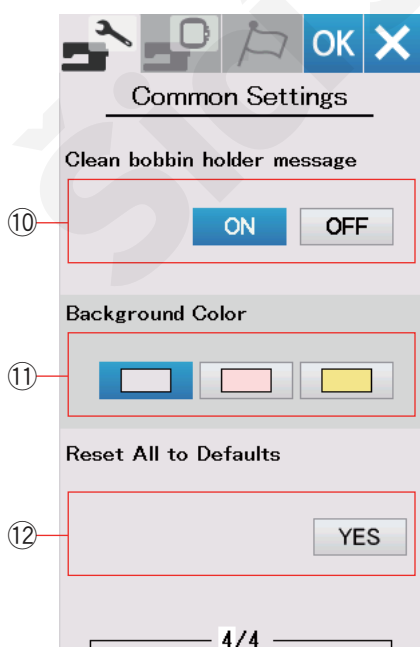 OK
Common Settings
Clean bobbin holder message
⑩ ON OFF
Background Color
⑪
Reset All to Defaults
⑫ YES
4/4